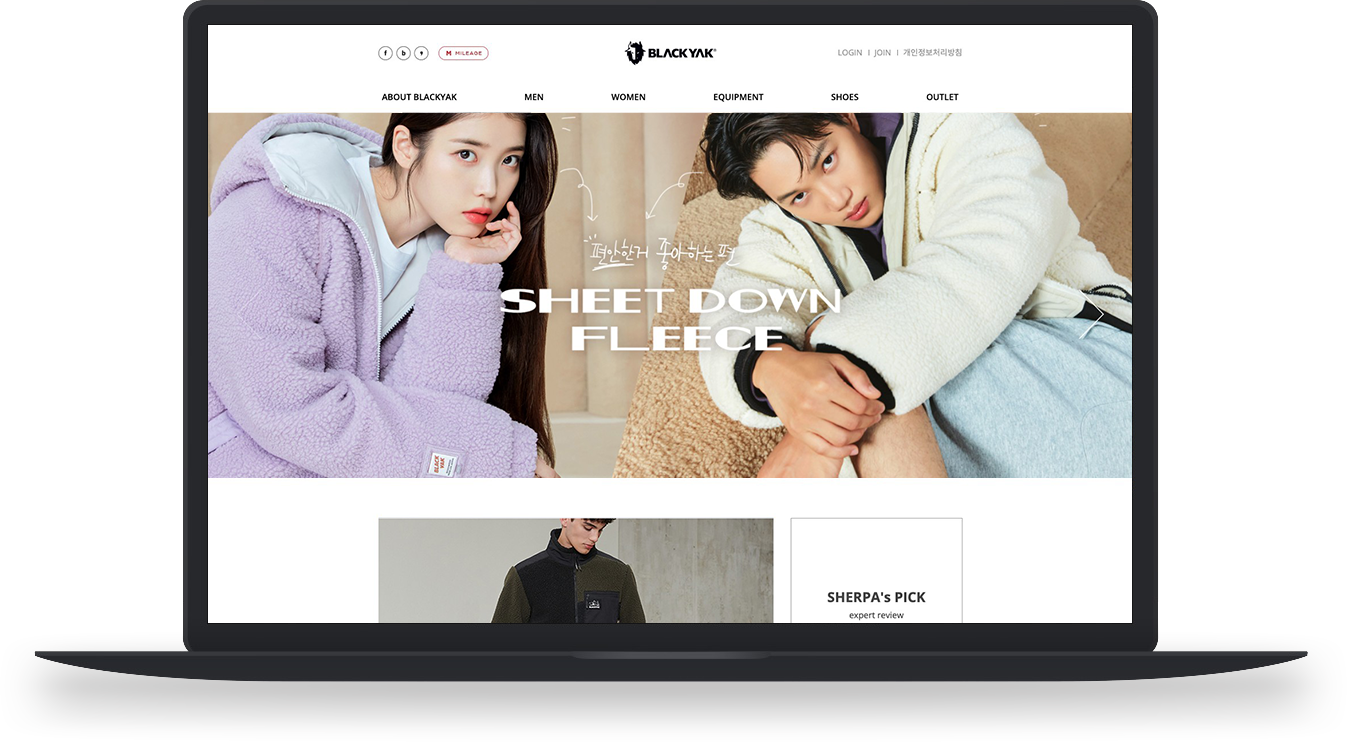 f b
M MILEAGE
BLACKYAK®
LOGIN I JOIN I 개인정보처리방침
ABOUT BLACKYAK MEN WOMEN EQUIPMENT SHOES OUTLET
편안한거 좋아하는 편
SHEET DOWN
FLEECE
BLACK
YAK
SHERPA's PICK
expert review